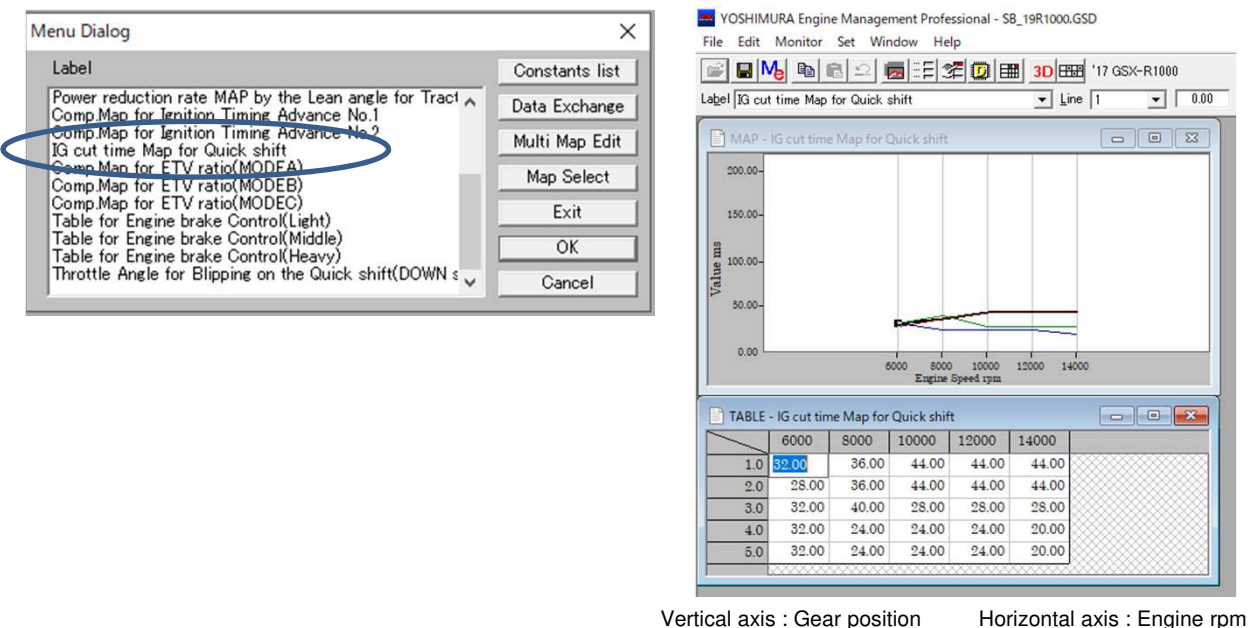 Menu Dialog
Label
Power reduction rate MAP by the Lean angle for Tract
Comp.Map for Ignition Timing Advance No.1
Comp.Map for Ignition Timing Advance No.2
IG cut time Map for Quick shift
Comp.Map for ETV ratio(MODEA)
Comp.Map for ETV ratio(MODEB)
Comp.Map for ETV ratio(MODEC)
Table for Engine brake Control(Light)
Table for Engine brake Control(Middle)
Table for Engine brake Control(Heavy)
Throttle Angle for Blipping on the Quick shift(DOWN s
Constants list
Data Exchange
Multi Map Edit
Map Select
Exit
OK
Cancel
YOSHIMURA Engine Management Professional - SB_19R1000.GSD
File Edit Monitor Set Window Help
Me 3D '17 GSX-R1000
Label IG cut time Map for Quick shift Line 1 0.00
MAP - IG cut time Map for Quick shift
200.00
150.00
100.00
50.00
0.00
Value ms
6000 8000 10000 12000 14000
Engine Speed rpm
TABLE - IG cut time Map for Quick shift
6000 8000 10000 12000 14000
1.0 32.00 36.00 44.00 44.00 44.00
2.0 28.00 36.00 44.00 44.00 44.00
3.0 32.00 40.00 28.00 28.00 28.00
4.0 32.00 24.00 24.00 24.00 20.00
5.0 32.00 24.00 24.00 24.00 20.00
Vertical axis : Gear position Horizontal axis : Engine rpm